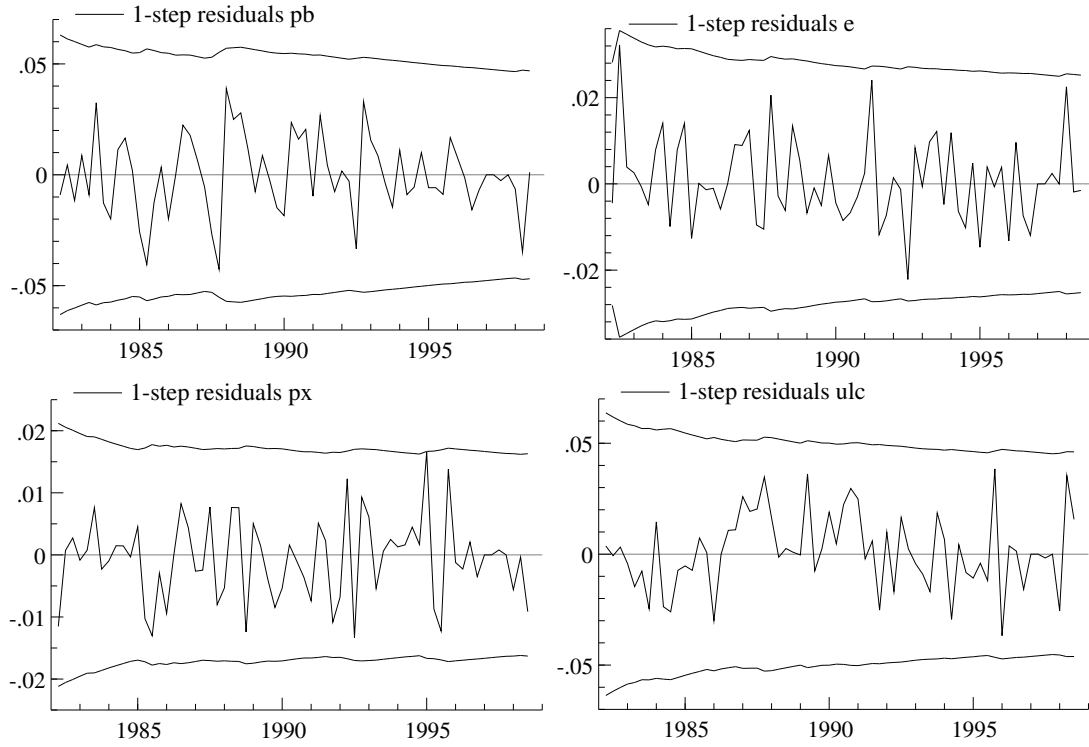 1-step residuals pb
.05
0
-.05
1985 1990 1995
1-step residuals e
.02
0
-.02
1985 1990 1995
1-step residuals px
.02
.01
0
-.01
-.02
1985 1990 1995
1-step residuals ulc
.05
0
-.05
1985 1990 1995